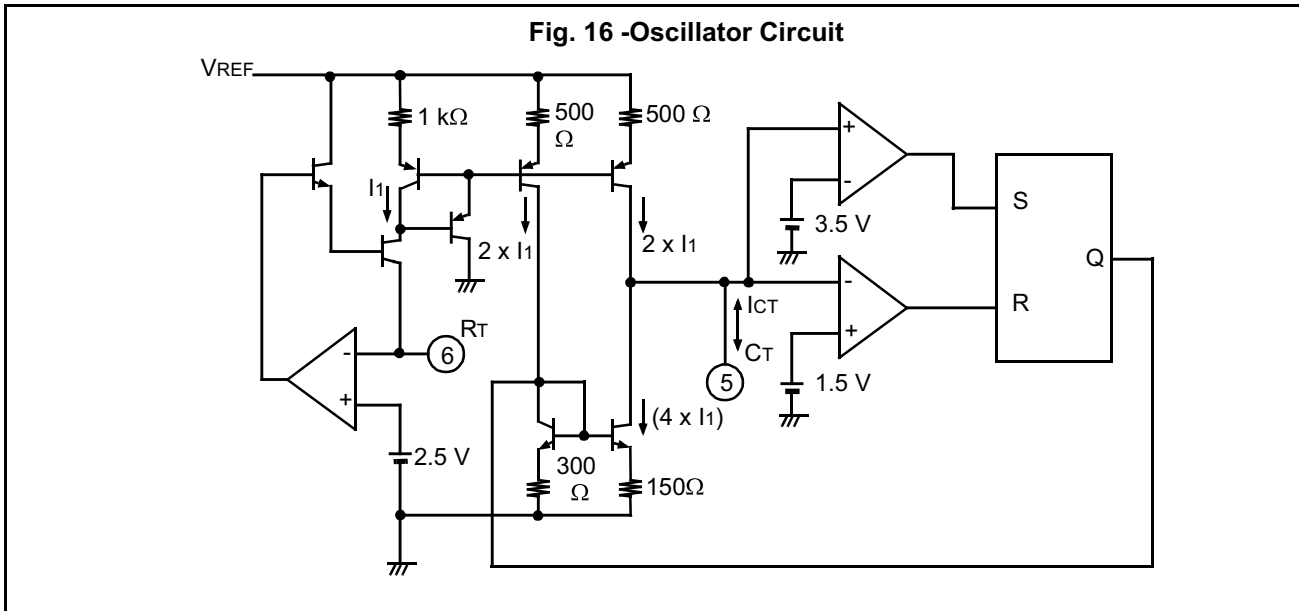 Fig. 16 -Oscillator Circuit
VREF
1 kΩ
500
Ω
500 Ω
I1
2 x I1
2 x I1
+
-
3.5 V
S
Q
R
-
+
1.5 V
ICT
CT
5
RT
6
-
+
2.5 V
(4 x I1)
300
Ω
150Ω